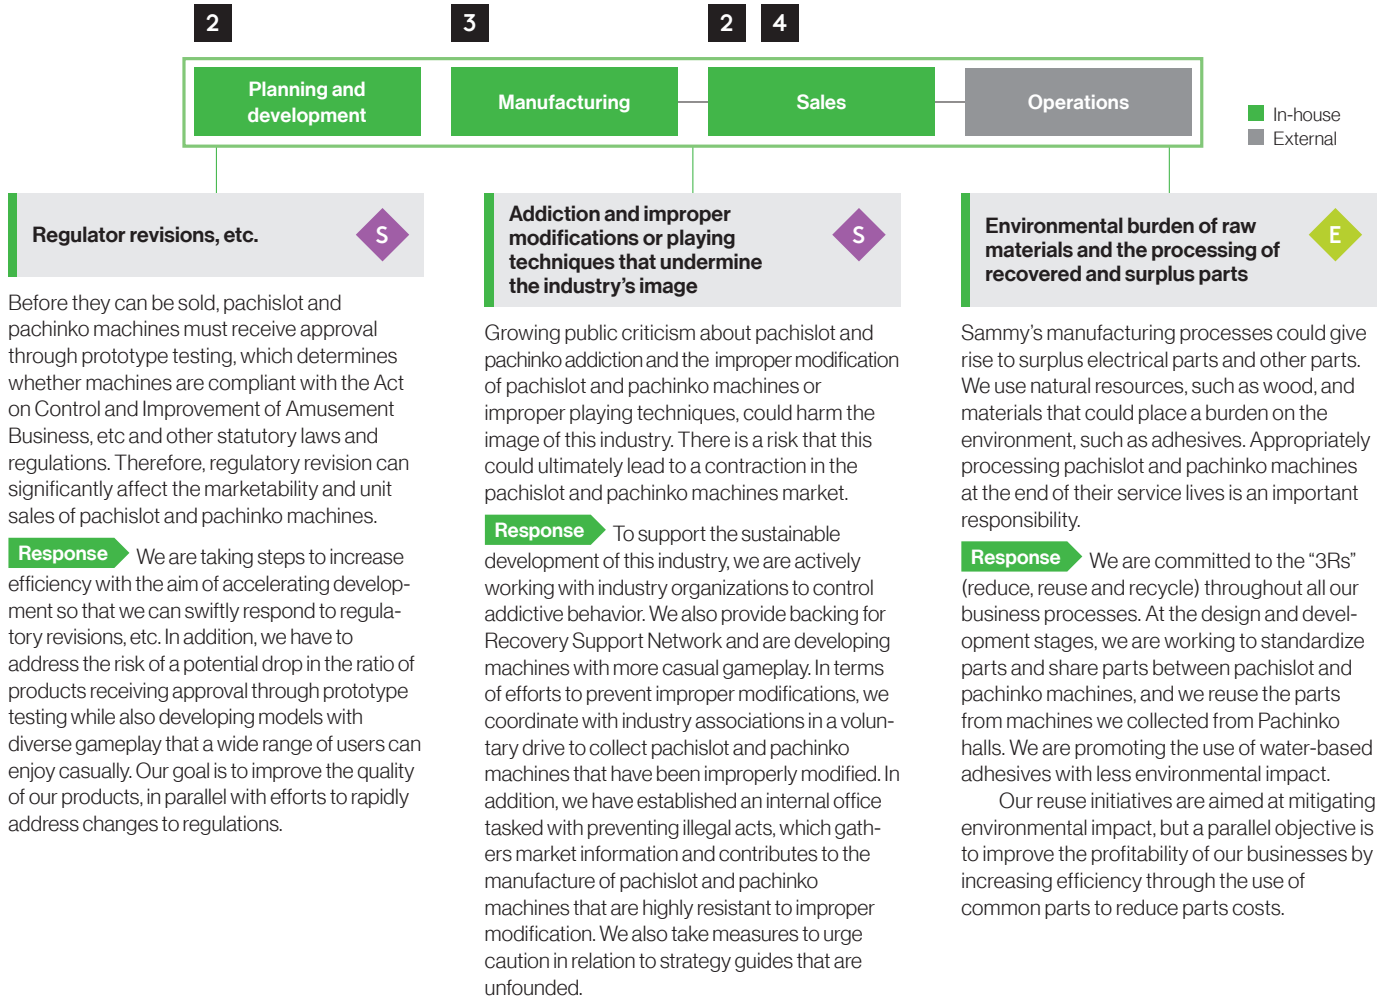 2
3
2
4
Planning and
development
Manufacturing
Sales
Operations
In-house
External
Regulator revisions, etc.
S
Before they can be sold, pachislot and
pachinko machines must receive approval
through prototype testing, which determines
whether machines are compliant with the Act
on Control and Improvement of Amusement
Business, etc and other statutory laws and
regulations. Therefore, regulatory revision can
significantly affect the marketability and unit
sales of pachislot and pachinko machines.
Response We are taking steps to increase
efficiency with the aim of accelerating develop-
ment so that we can swiftly respond to regula-
tory revisions, etc. In addition, we have to
address the risk of a potential drop in the ratio of
products receiving approval through prototype
testing while also developing models with
diverse gameplay that a wide range of users can
enjoy casually. Our goal is to improve the quality
of our products, in parallel with efforts to rapidly
address changes to regulations.
Addiction and improper
modifications or playing
techniques that undermine
the industry's image
S
Growing public criticism about pachislot and
pachinko addiction and the improper modification
of pachislot and pachinko machines or
improper playing techniques, could harm the
image of this industry. There is a risk that this
could ultimately lead to a contraction in the
pachislot and pachinko machines market.
Response To support the sustainable
development of this industry, we are actively
working with industry organizations to control
addictive behavior. We also provide backing for
Recovery Support Network and are developing
machines with more casual gameplay. In terms
of efforts to prevent improper modifications, we
coordinate with industry associations in a volun-
tary drive to collect pachislot and pachinko
machines that have been improperly modified. In
addition, we have established an internal office
tasked with preventing illegal acts, which gath-
ers market information and contributes to the
manufacture of pachislot and pachinko
machines that are highly resistant to improper
modification. We also take measures to urge
caution in relation to strategy guides that are
unfounded.
Environmental burden of raw
materials and the processing of
recovered and surplus parts
E
Sammy's manufacturing processes could give
rise to surplus electrical parts and other parts.
We use natural resources, such as wood, and
materials that could place a burden on the
environment, such as adhesives. Appropriately
processing pachislot and pachinko machines
at the end of their service lives is an important
responsibility.
Response We are committed to the “3Rs”
(reduce, reuse and recycle) throughout all our
business processes. At the design and devel-
opment stages, we are working to standardize
parts and share parts between pachislot and
pachinko machines, and we reuse the parts
from machines we collected from Pachinko
halls. We are promoting the use of water-based
adhesives with less environmental impact.
Our reuse initiatives are aimed at mitigating
environmental impact, but a parallel objective is
to improve the profitability of our businesses by
increasing efficiency through the use of
common parts to reduce parts costs.